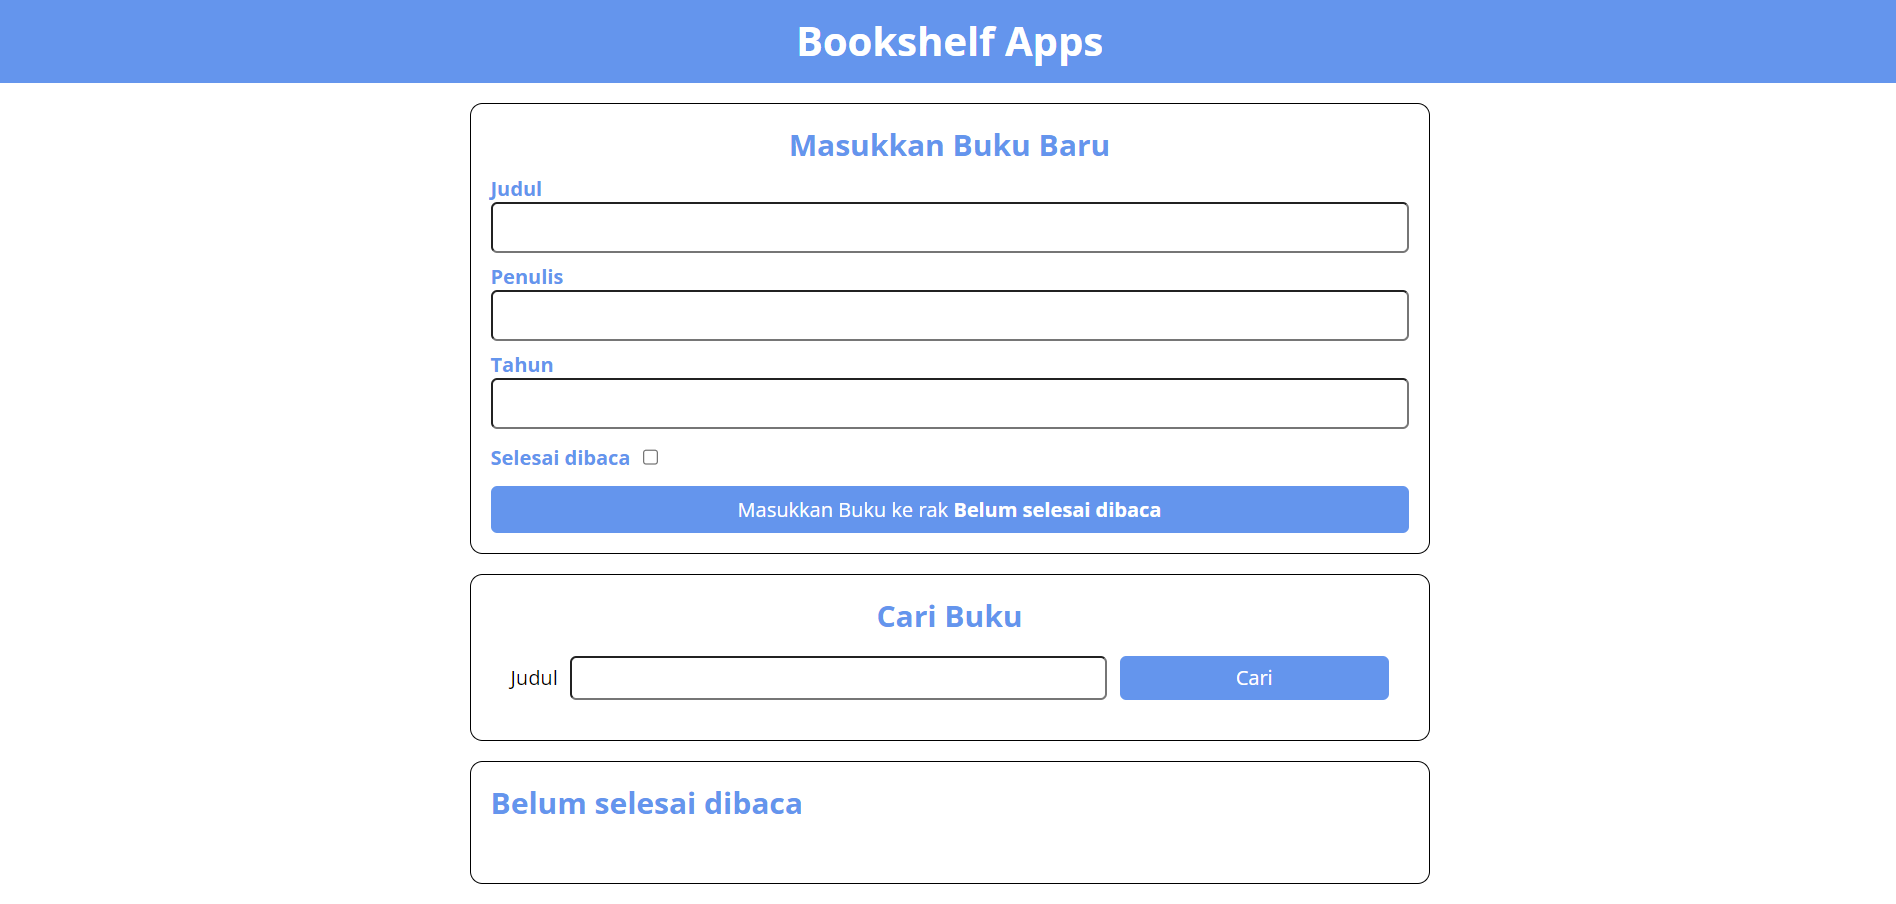 Bookshelf Apps
Masukkan Buku Baru
Judul
Penulis
Tahun
Selesai dibaca
Masukkan Buku ke rak Belum selesai dibaca
Cari Buku
Judul Cari
Belum selesai dibaca